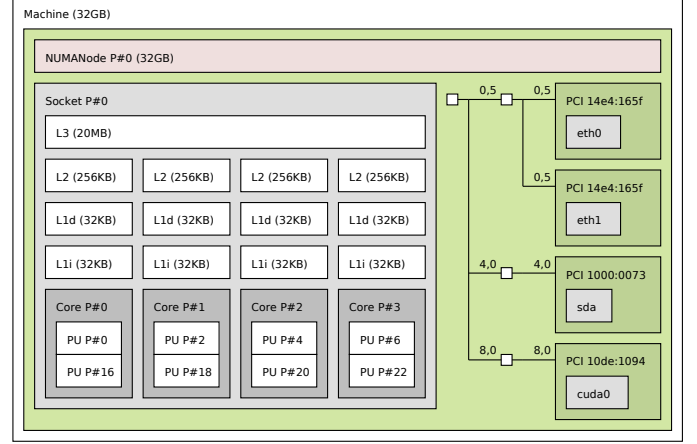 Machine (32GB)
NUMANode P#0 (32GB)
Socket P#0
L3 (20MB)
L2 (256KB) L2 (256KB) L2 (256KB) L2 (256KB)
L1d (32KB) L1d (32KB) L1d (32KB) L1d (32KB)
L1i (32KB) L1i (32KB) L1i (32KB) L1i (32KB)
Core P#0 Core P#1 Core P#2 Core P#3
PU P#0 PU P#2 PU P#4 PU P#6
PU P#16 PU P#18 PU P#20 PU P#22
0,5 0,5 PCI 14e4:165f
eth0
0,5 PCI 14e4:165f
eth1
4,0 4,0 PCI 1000:0073
sda
8,0 8,0 PCI 10de:1094
cuda0